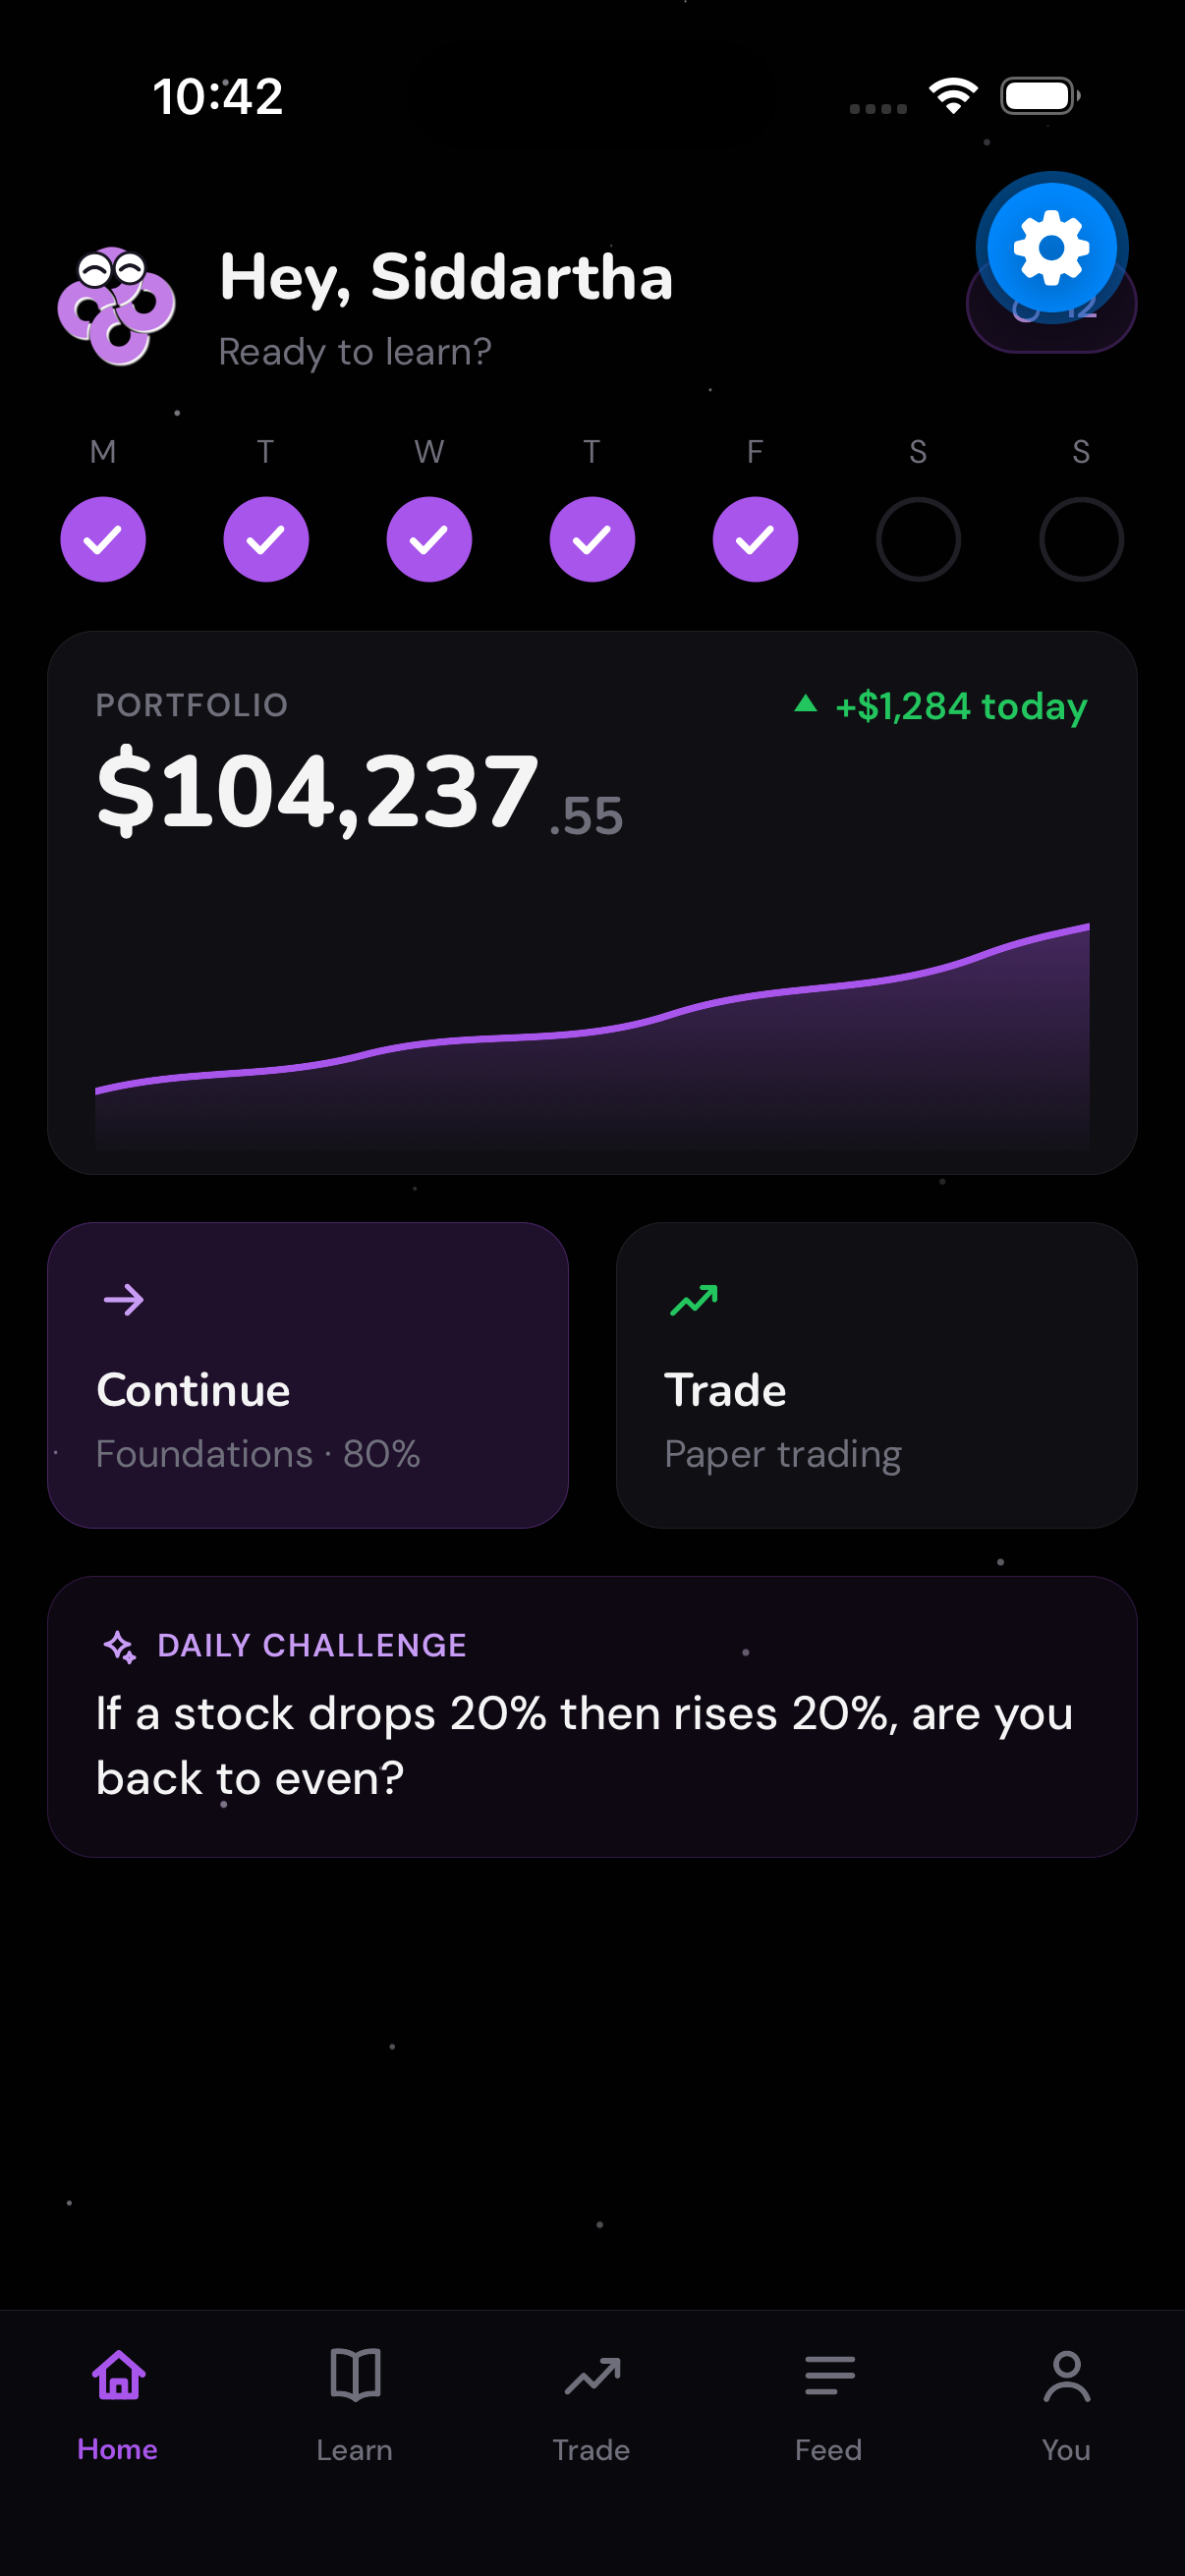 10:42
Hey, Siddartha
Ready to learn?
M T W T F S S
PORTFOLIO
+$1,284 today
$104,237.55
Continue
Foundations · 80%
Trade
Paper trading
DAILY CHALLENGE
If a stock drops 20% then rises 20%, are you
back to even?
Home Learn Trade Feed You